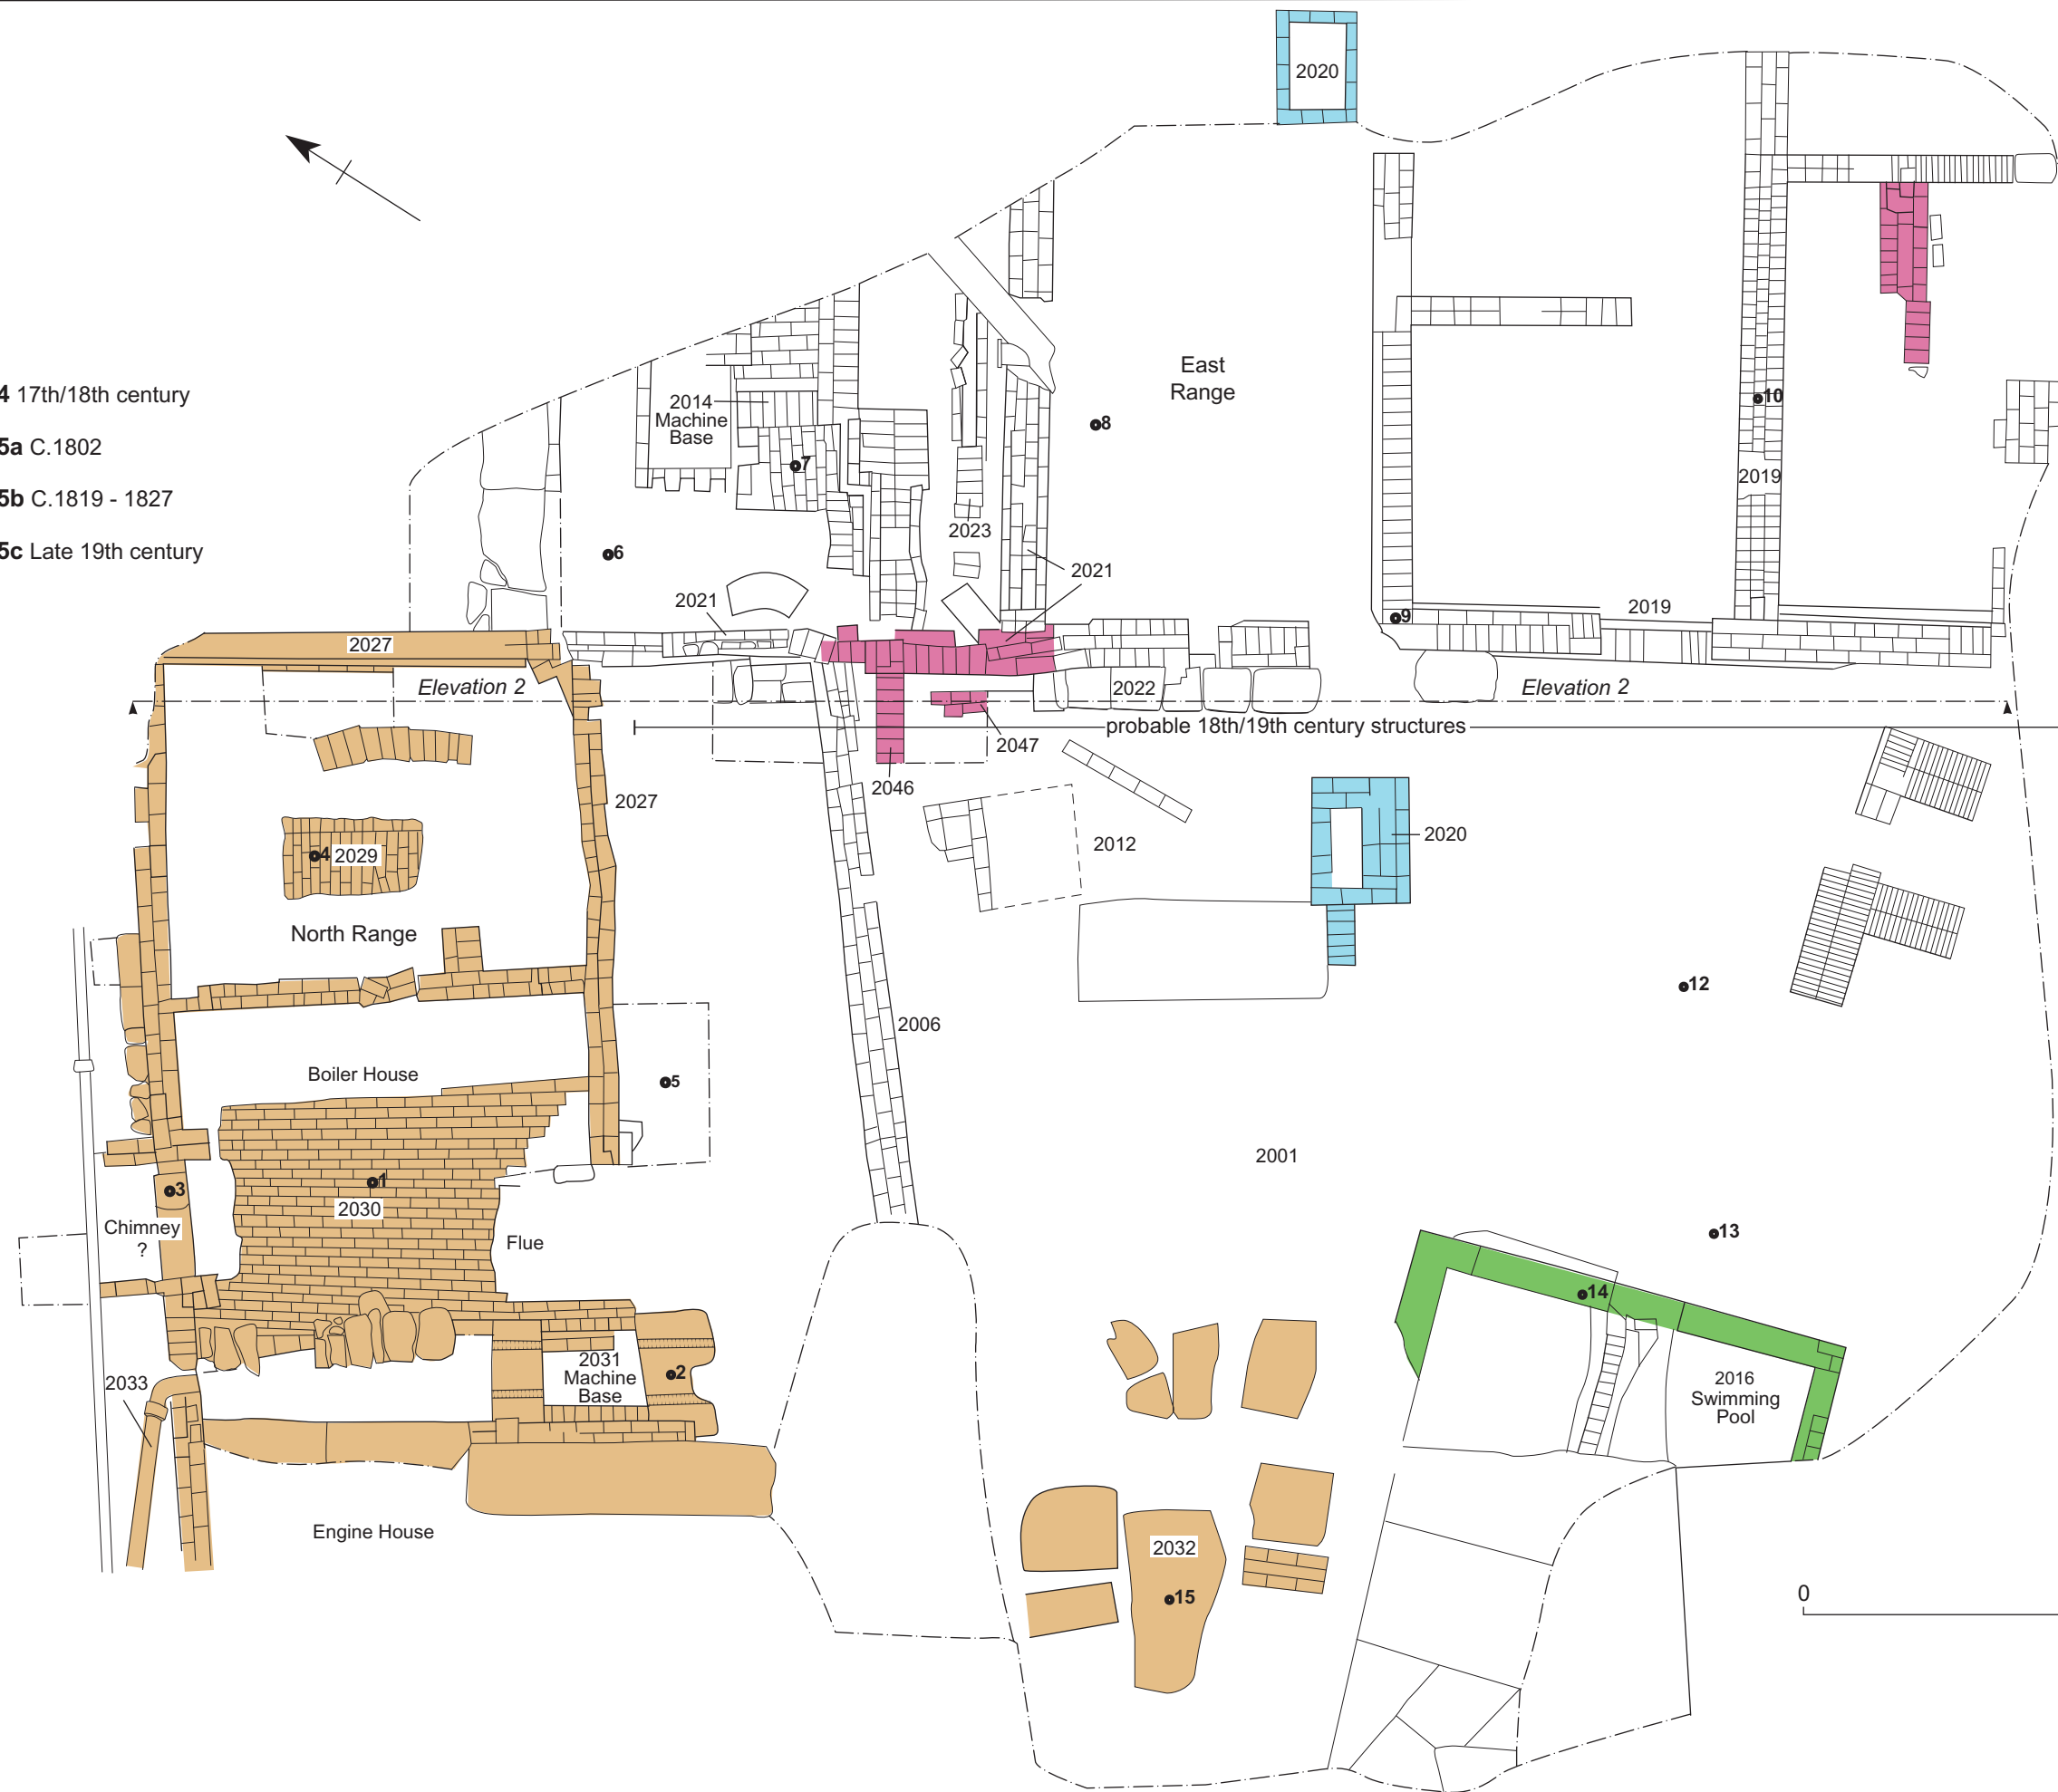 2020
4 17th/18th century
5a C.1802
5b C.1819 - 1827
5c Late 19th century
East
Range
2014
Machine
Base
7
8
10
2019
6
2023
2021
2021
9
2019
2027
Elevation 2
2022
Elevation 2
probable 18th/19th century structures
2047
2046
2027
2012
2020
4 2029
North Range
12
2006
Boiler House
5
2001
1
3
2030
Chimney
?
Flue
13
14
2031
Machine
Base
2
2033
2016
Swimming
Pool
Engine House
2032
15
0